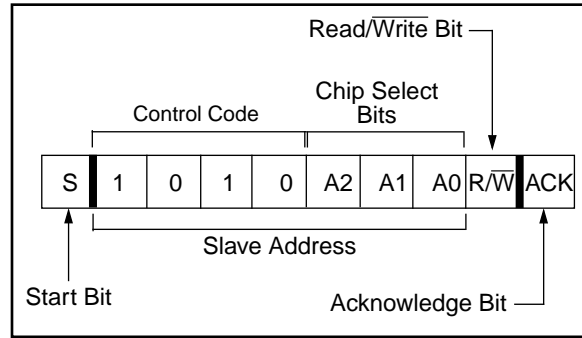 Read/Write Bit
Chip Select
Bits
Control Code
S 1 0 1 0 A2 A1 A0 R/W ACK
Slave Address
Start Bit
Acknowledge Bit